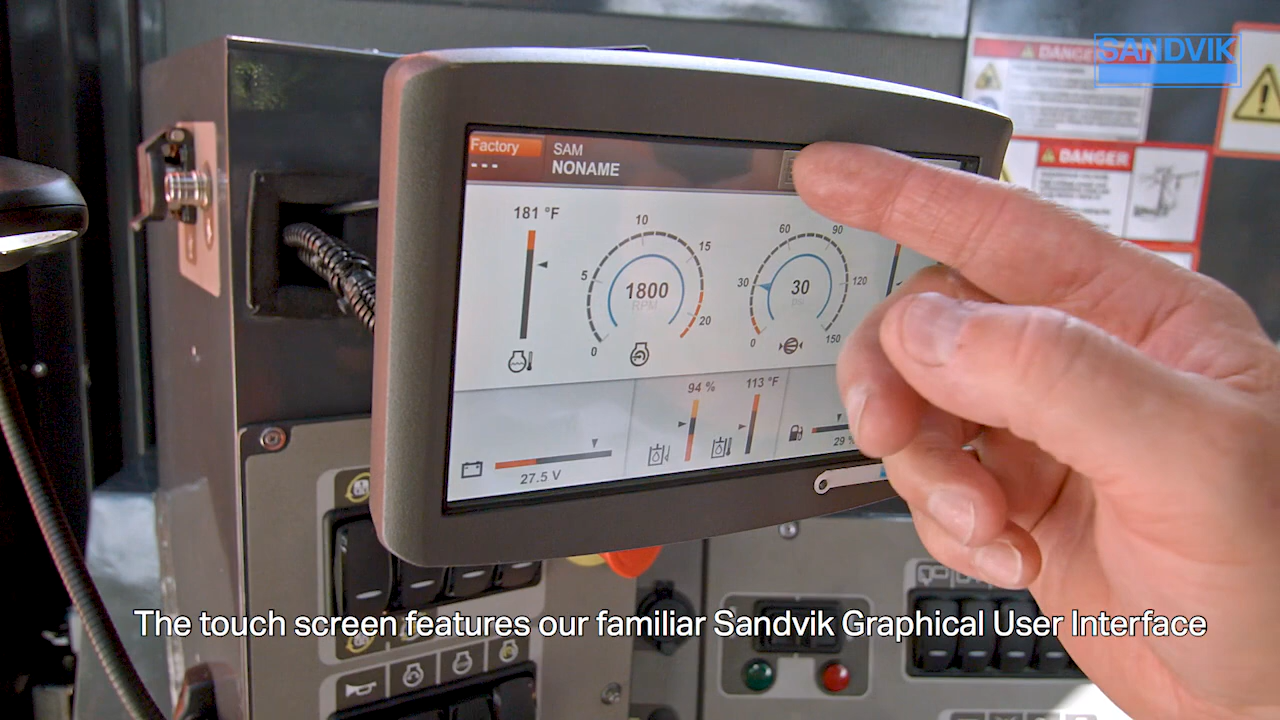 SANDVIK
DANGER
DANGER
Factory
---
SAM
NONAME
181 °F
0
5
10
15
20
1800
RPM
0
30
60
90
120
150
30
94 %
113 °F
27.5 V
29 %
The touch screen features our familiar Sandvik Graphical User Interface